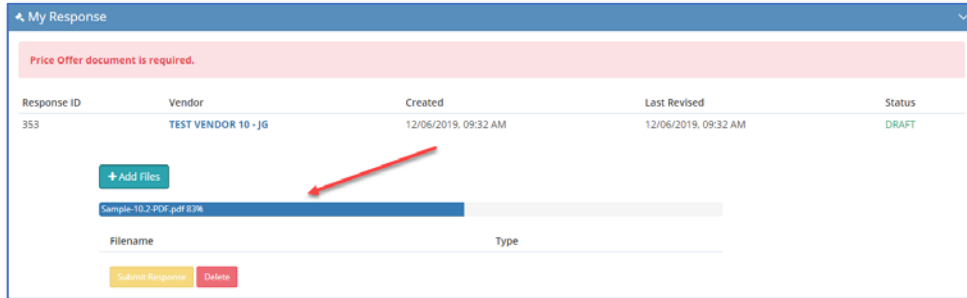 My Response
Price Offer document is required.
Response ID Vendor Created Last Revised Status
353 TEST VENDOR 10 - JG 12/06/2019, 09:32 AM 12/06/2019, 09:32 AM DRAFT
+ Add Files
Sample-10.2-PDF.pdf 83%
Filename Type
Submit Response Delete